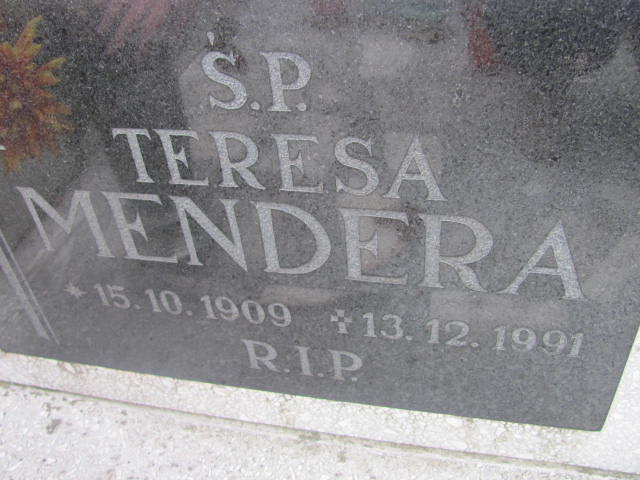 Ś.P.
TERESA
MENDERA
* 15.10.1909 ✝ 13.12.1991
R.I.P.